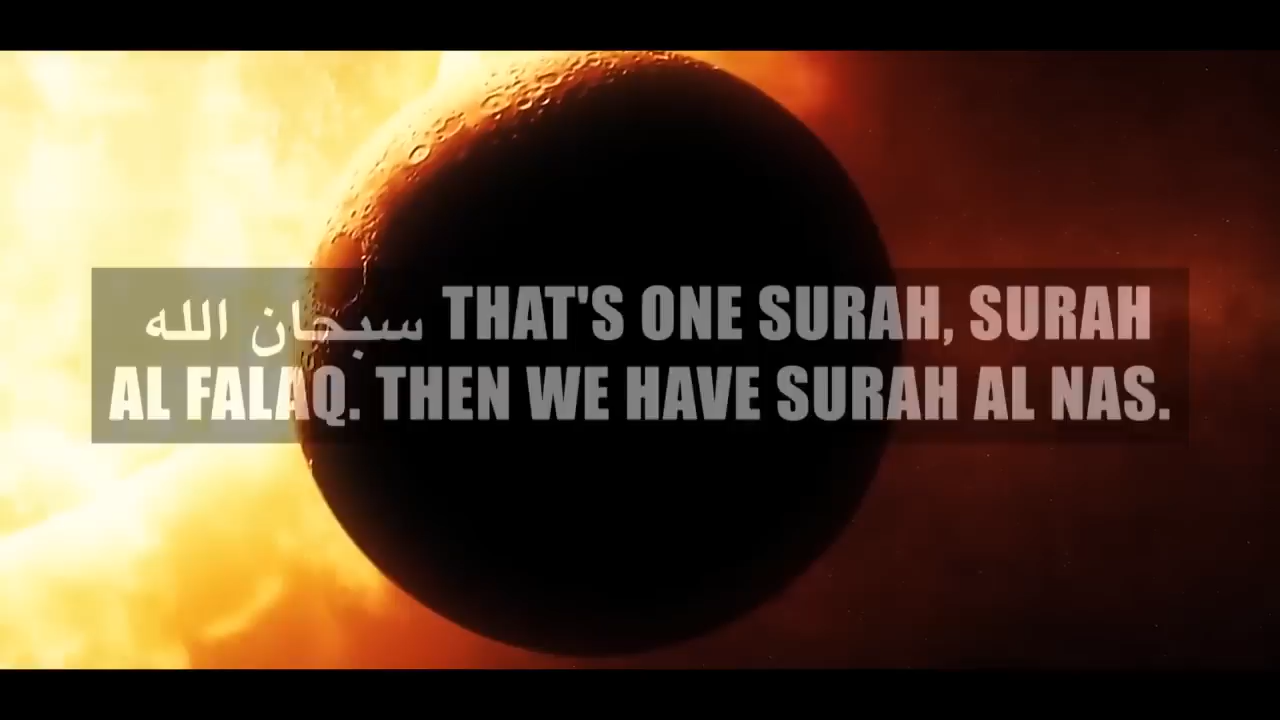 سبحان الله THAT'S ONE SURAH, SURAH
AL FALAQ. THEN WE HAVE SURAH AL NAS.